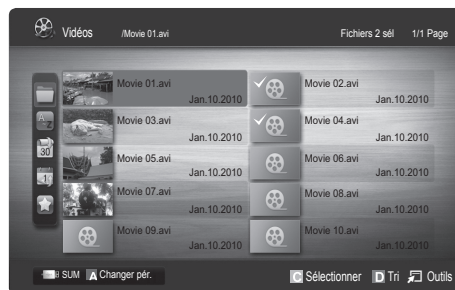 Vidéos /Movie 01.avi Fichiers 2 sél 1/1 Page
Movie 01.avi
Jan.10.2010
Movie 02.avi
Jan.10.2010
Movie 03.avi
Jan.10.2010
Movie 04.avi
Jan.10.2010
Movie 05.avi
Jan.10.2010
Movie 06.avi
Jan.10.2010
Movie 07.avi
Jan.10.2010
Movie 08.avi
Jan.10.2010
Movie 09.avi
Jan.10.2010
Movie 10.avi
Jan.10.2010
SUM A Changer pér. C Sélectionner D Tri Outils